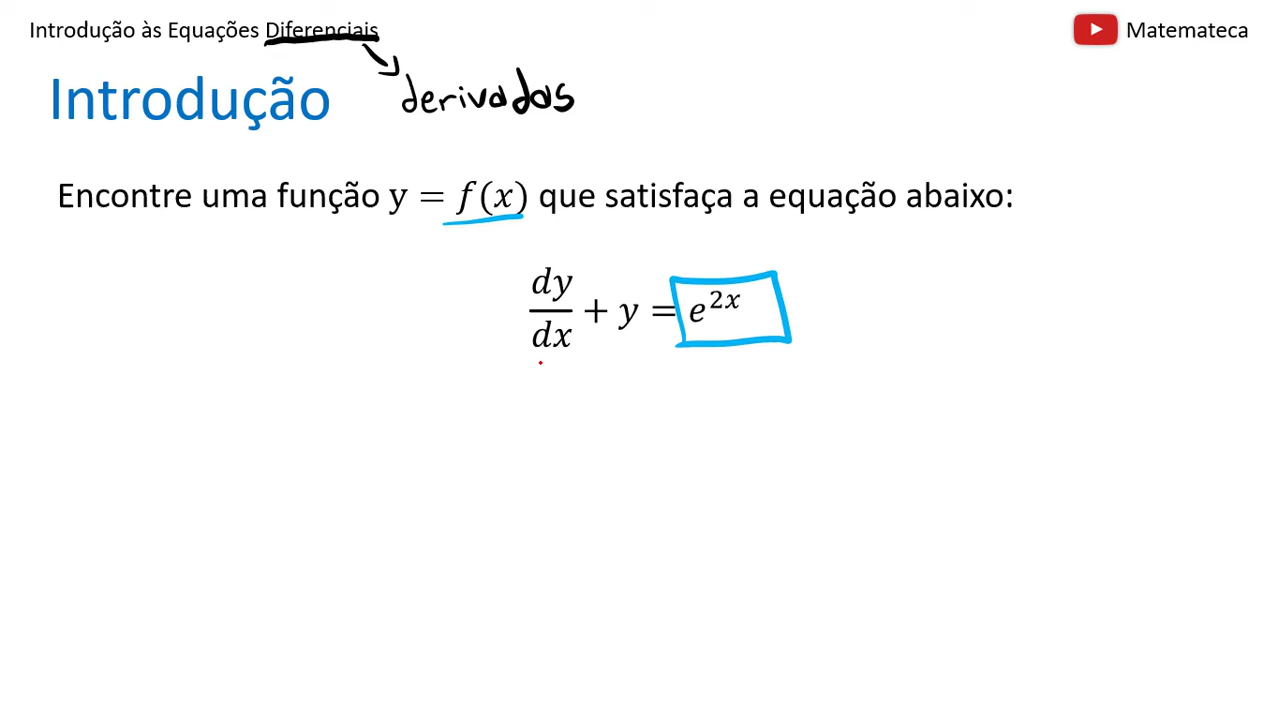 Introdução às Equações Diferenciais
Matemateca
Introdução
derivadas
Encontre uma função y = f(x) que satisfaça a equação abaixo:
dy/dx + y = e^{2x}